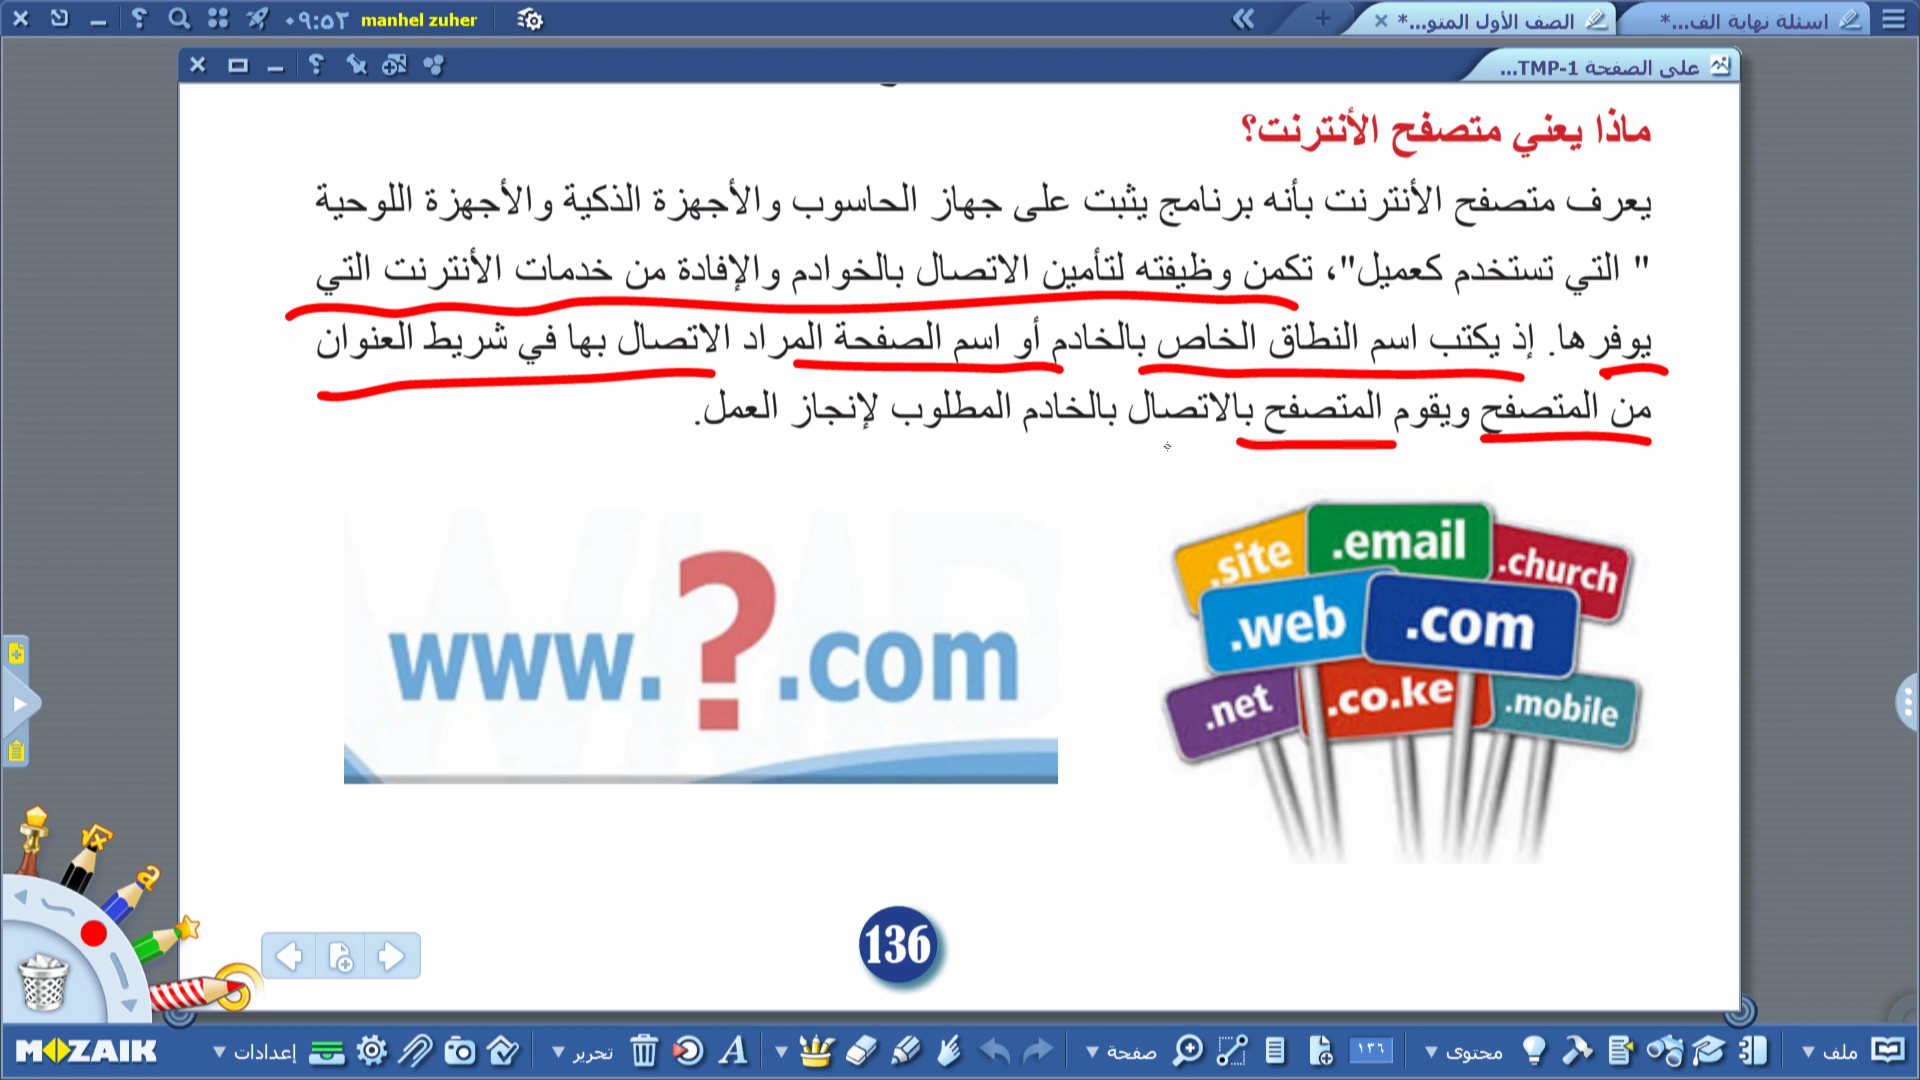 ٠٩:٥٢
manhel zuher
الصف الأول المتو...*
اسئلة نهاية الف...*
على الصفحة TMP-1...
ماذا يعني متصفح الأنترنت؟
يعرف متصفح الأنترنت بأنه برنامج يثبت على جهاز الحاسوب والأجهزة الذكية والأجهزة اللوحية
" التي تستخدم كعميل"، تكمن وظيفته لتأمين الاتصال بالخوادم والإفادة من خدمات الأنترنت التي
يوفرها. إذ يكتب اسم النطاق الخاص بالخادم أو اسم الصفحة المراد الاتصال بها في شريط العنوان
من المتصفح ويقوم المتصفح بالاتصال بالخادم المطلوب لإنجاز العمل.
www.?.com
.site
.email
.church
.web
.com
.net
.co.ke
.mobile
136
MOZAIK
إعدادات
تحرير
صفحة
١٣٦
محتوى
ملف